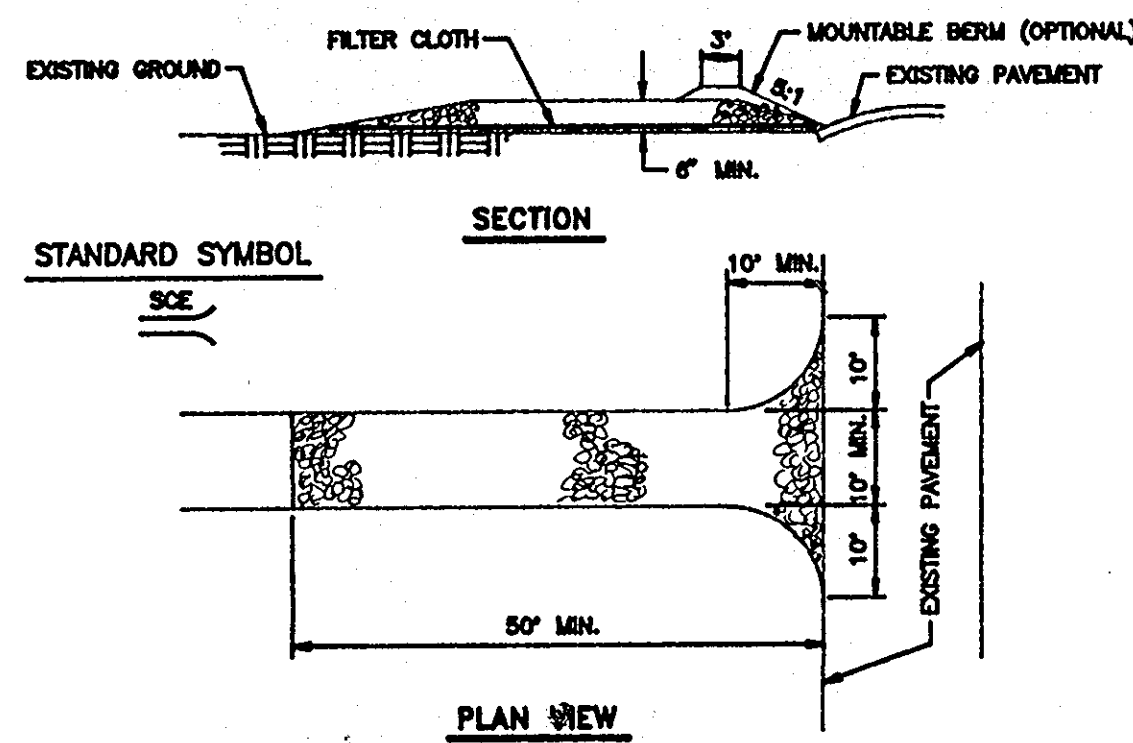 FILTER CLOTH
3'
MOUNTABLE BERM (OPTIONAL)
EXISTING GROUND
EXISTING PAVEMENT
5:1
6" MIN.
SECTION
STANDARD SYMBOL
SCE
10' MIN.
10'
10' MIN.
10'
EXISTING PAVEMENT
50' MIN.
PLAN VIEW